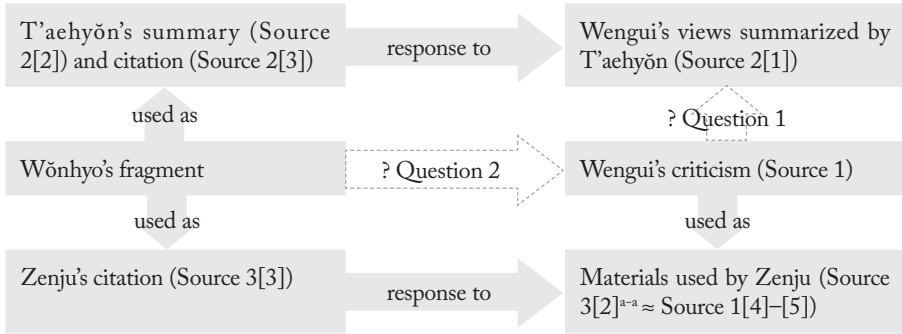 T’aehyŏn’s summary (Source
2[2]) and citation (Source 2[3])
response to
Wengui’s views summarized by
T’aehyŏn (Source 2[1])
used as
? Question 1
Wŏnhyo’s fragment
? Question 2
Wengui’s criticism (Source 1)
used as
used as
Zenju’s citation (Source 3[3])
response to
Materials used by Zenju (Source
3[2]ᵃ⁻ᵃ ≈ Source 1[4]–[5])